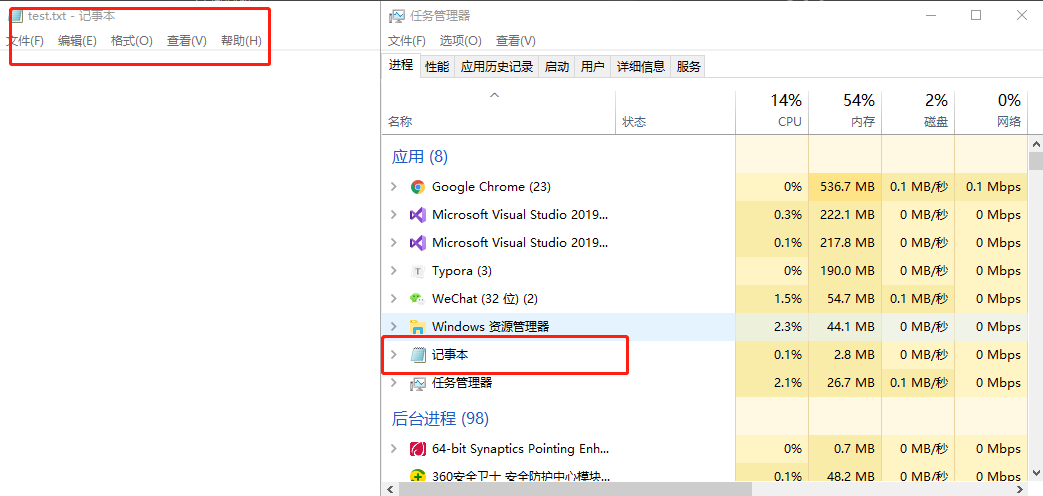 test.txt - 记事本
文件(F) 编辑(E) 格式(O) 查看(V) 帮助(H)
任务管理器
文件(F) 选项(O) 查看(V)
进程 性能 应用历史记录 启动 用户 详细信息 服务
14% 54% 2% 0%
名称 状态 CPU 内存 磁盘 网络
应用 (8)
Google Chrome (23) 0% 536.7 MB 0.1 MB/秒 0.1 Mbps
Microsoft Visual Studio 2019... 0.3% 222.1 MB 0 MB/秒 0 Mbps
Microsoft Visual Studio 2019... 0.1% 217.8 MB 0 MB/秒 0 Mbps
T Typora (3) 0% 190.0 MB 0 MB/秒 0 Mbps
WeChat (32 位) (2) 1.5% 54.7 MB 0.1 MB/秒 0 Mbps
Windows 资源管理器 2.3% 44.1 MB 0 MB/秒 0 Mbps
记事本 0.1% 2.8 MB 0 MB/秒 0 Mbps
任务管理器 2.1% 26.7 MB 0.1 MB/秒 0 Mbps
后台进程 (98)
64-bit Synaptics Pointing Enh... 0% 0.7 MB 0 MB/秒 0 Mbps
360安全卫士 安全防护中心模块... 0.1% 48.2 MB 0 MB/秒 0 Mbps